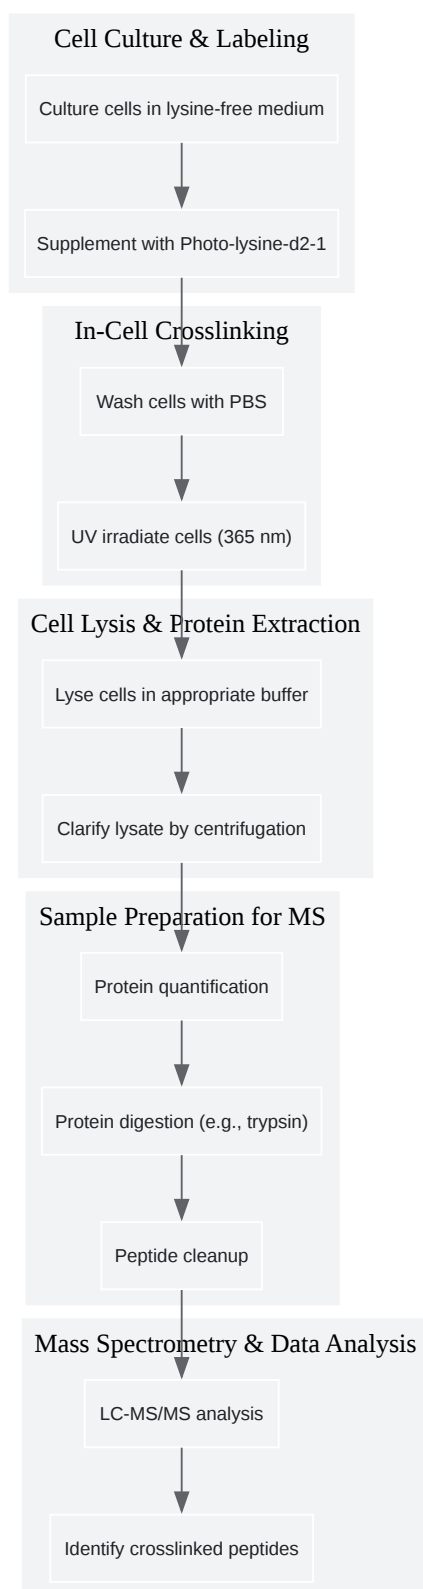 Cell Culture & Labeling
Culture cells in lysine-free medium
Supplement with Photo-lysine-d2-1
In-Cell Crosslinking
Wash cells with PBS
UV irradiate cells (365 nm)
Cell Lysis & Protein Extraction
Lyse cells in appropriate buffer
Clarify lysate by centrifugation
Sample Preparation for MS
Protein quantification
Protein digestion (e.g., trypsin)
Peptide cleanup
Mass Spectrometry & Data Analysis
LC-MS/MS analysis
Identify crosslinked peptides